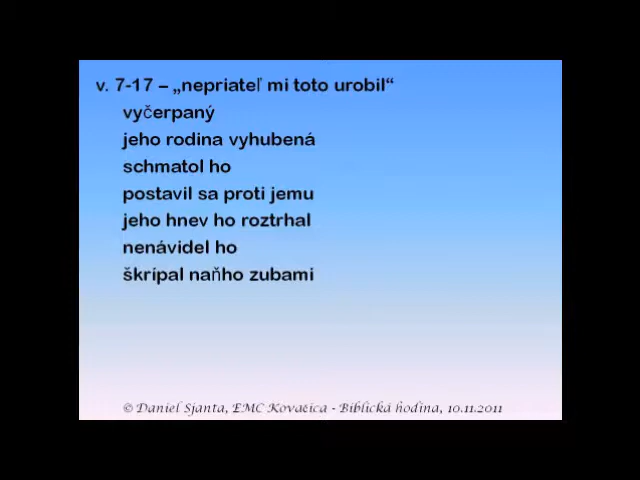 v. 7-17 – „nepriateľ mi toto urobil“
vyčerpaný
jeho rodina vyhubená
schmatol ho
postavil sa proti jemu
jeho hnev ho roztrhal
nenávidel ho
škrípal naňho zubami
© Daniel Sjanta, EMC Kovačica - Biblická hodina, 10.11.2011